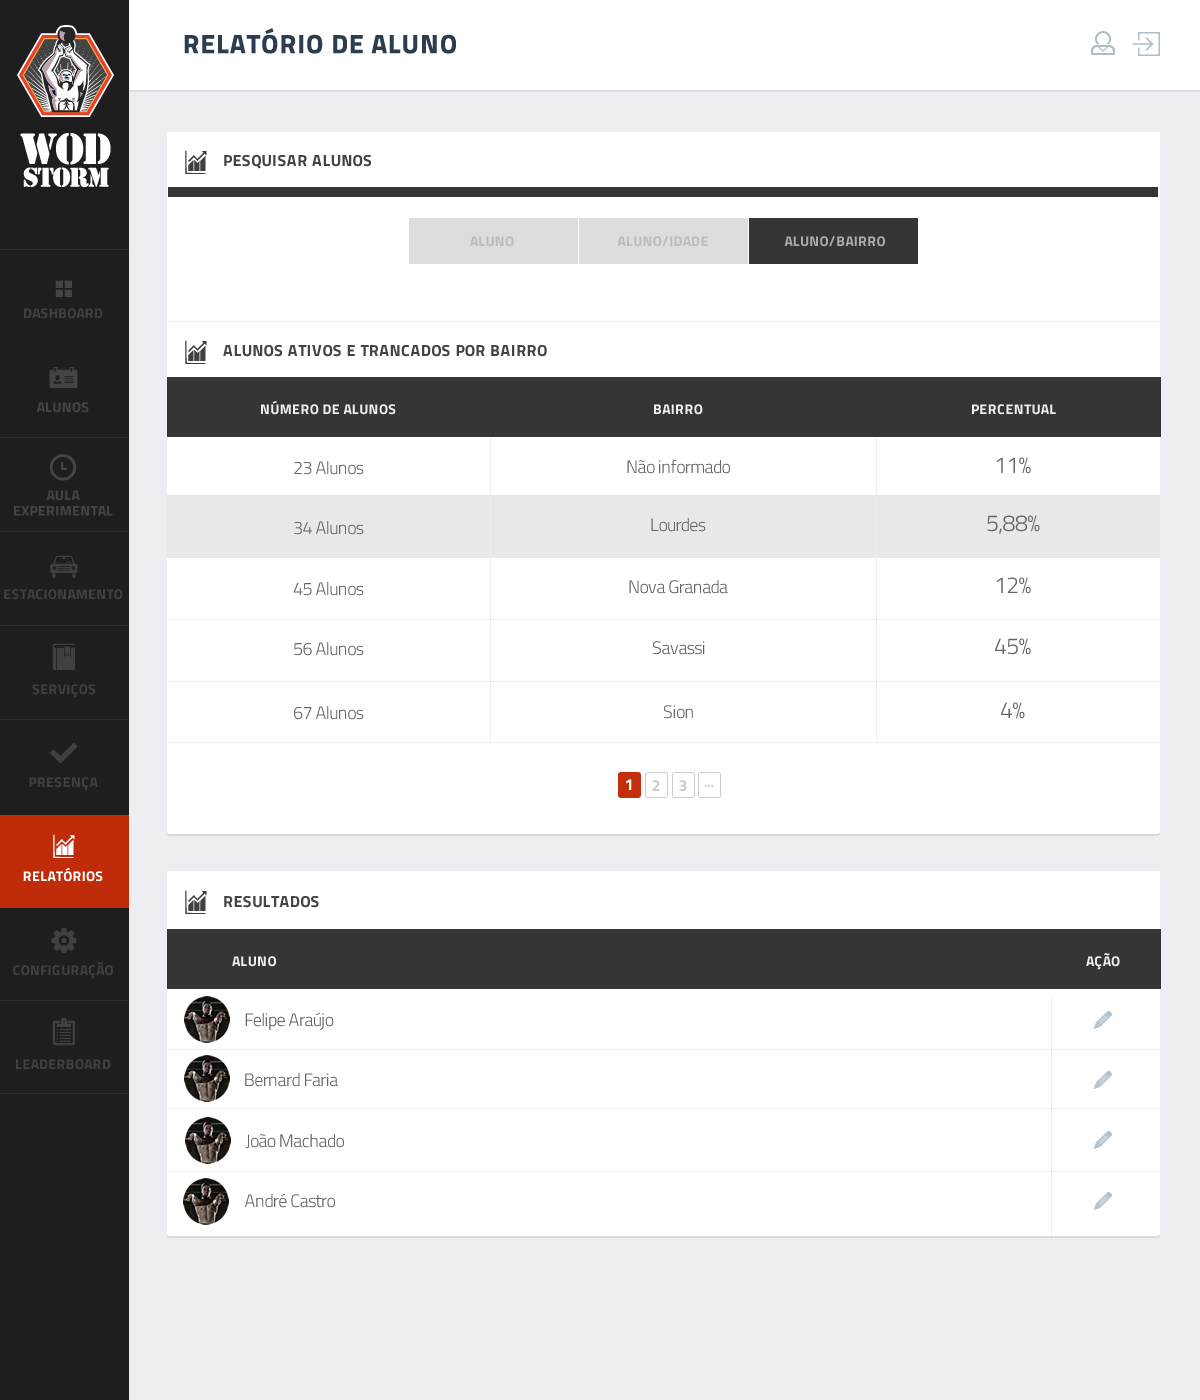 WOD
STORM
DASHBOARD
ALUNOS
AULA
EXPERIMENTAL
ESTACIONAMENTO
SERVIÇOS
PRESENÇA
RELATÓRIOS
CONFIGURAÇÃO
LEADERBOARD
RELATÓRIO DE ALUNO
PESQUISAR ALUNOS
ALUNO ALUNO/IDADE ALUNO/BAIRRO
ALUNOS ATIVOS E TRANCADOS POR BAIRRO
NÚMERO DE ALUNOS BAIRRO PERCENTUAL
23 Alunos Não informado 11%
34 Alunos Lourdes 5,88%
45 Alunos Nova Granada 12%
56 Alunos Savassi 45%
67 Alunos Sion 4%
1 2 3 ...
RESULTADOS
ALUNO AÇÃO
Felipe Araújo
Bernard Faria
João Machado
André Castro